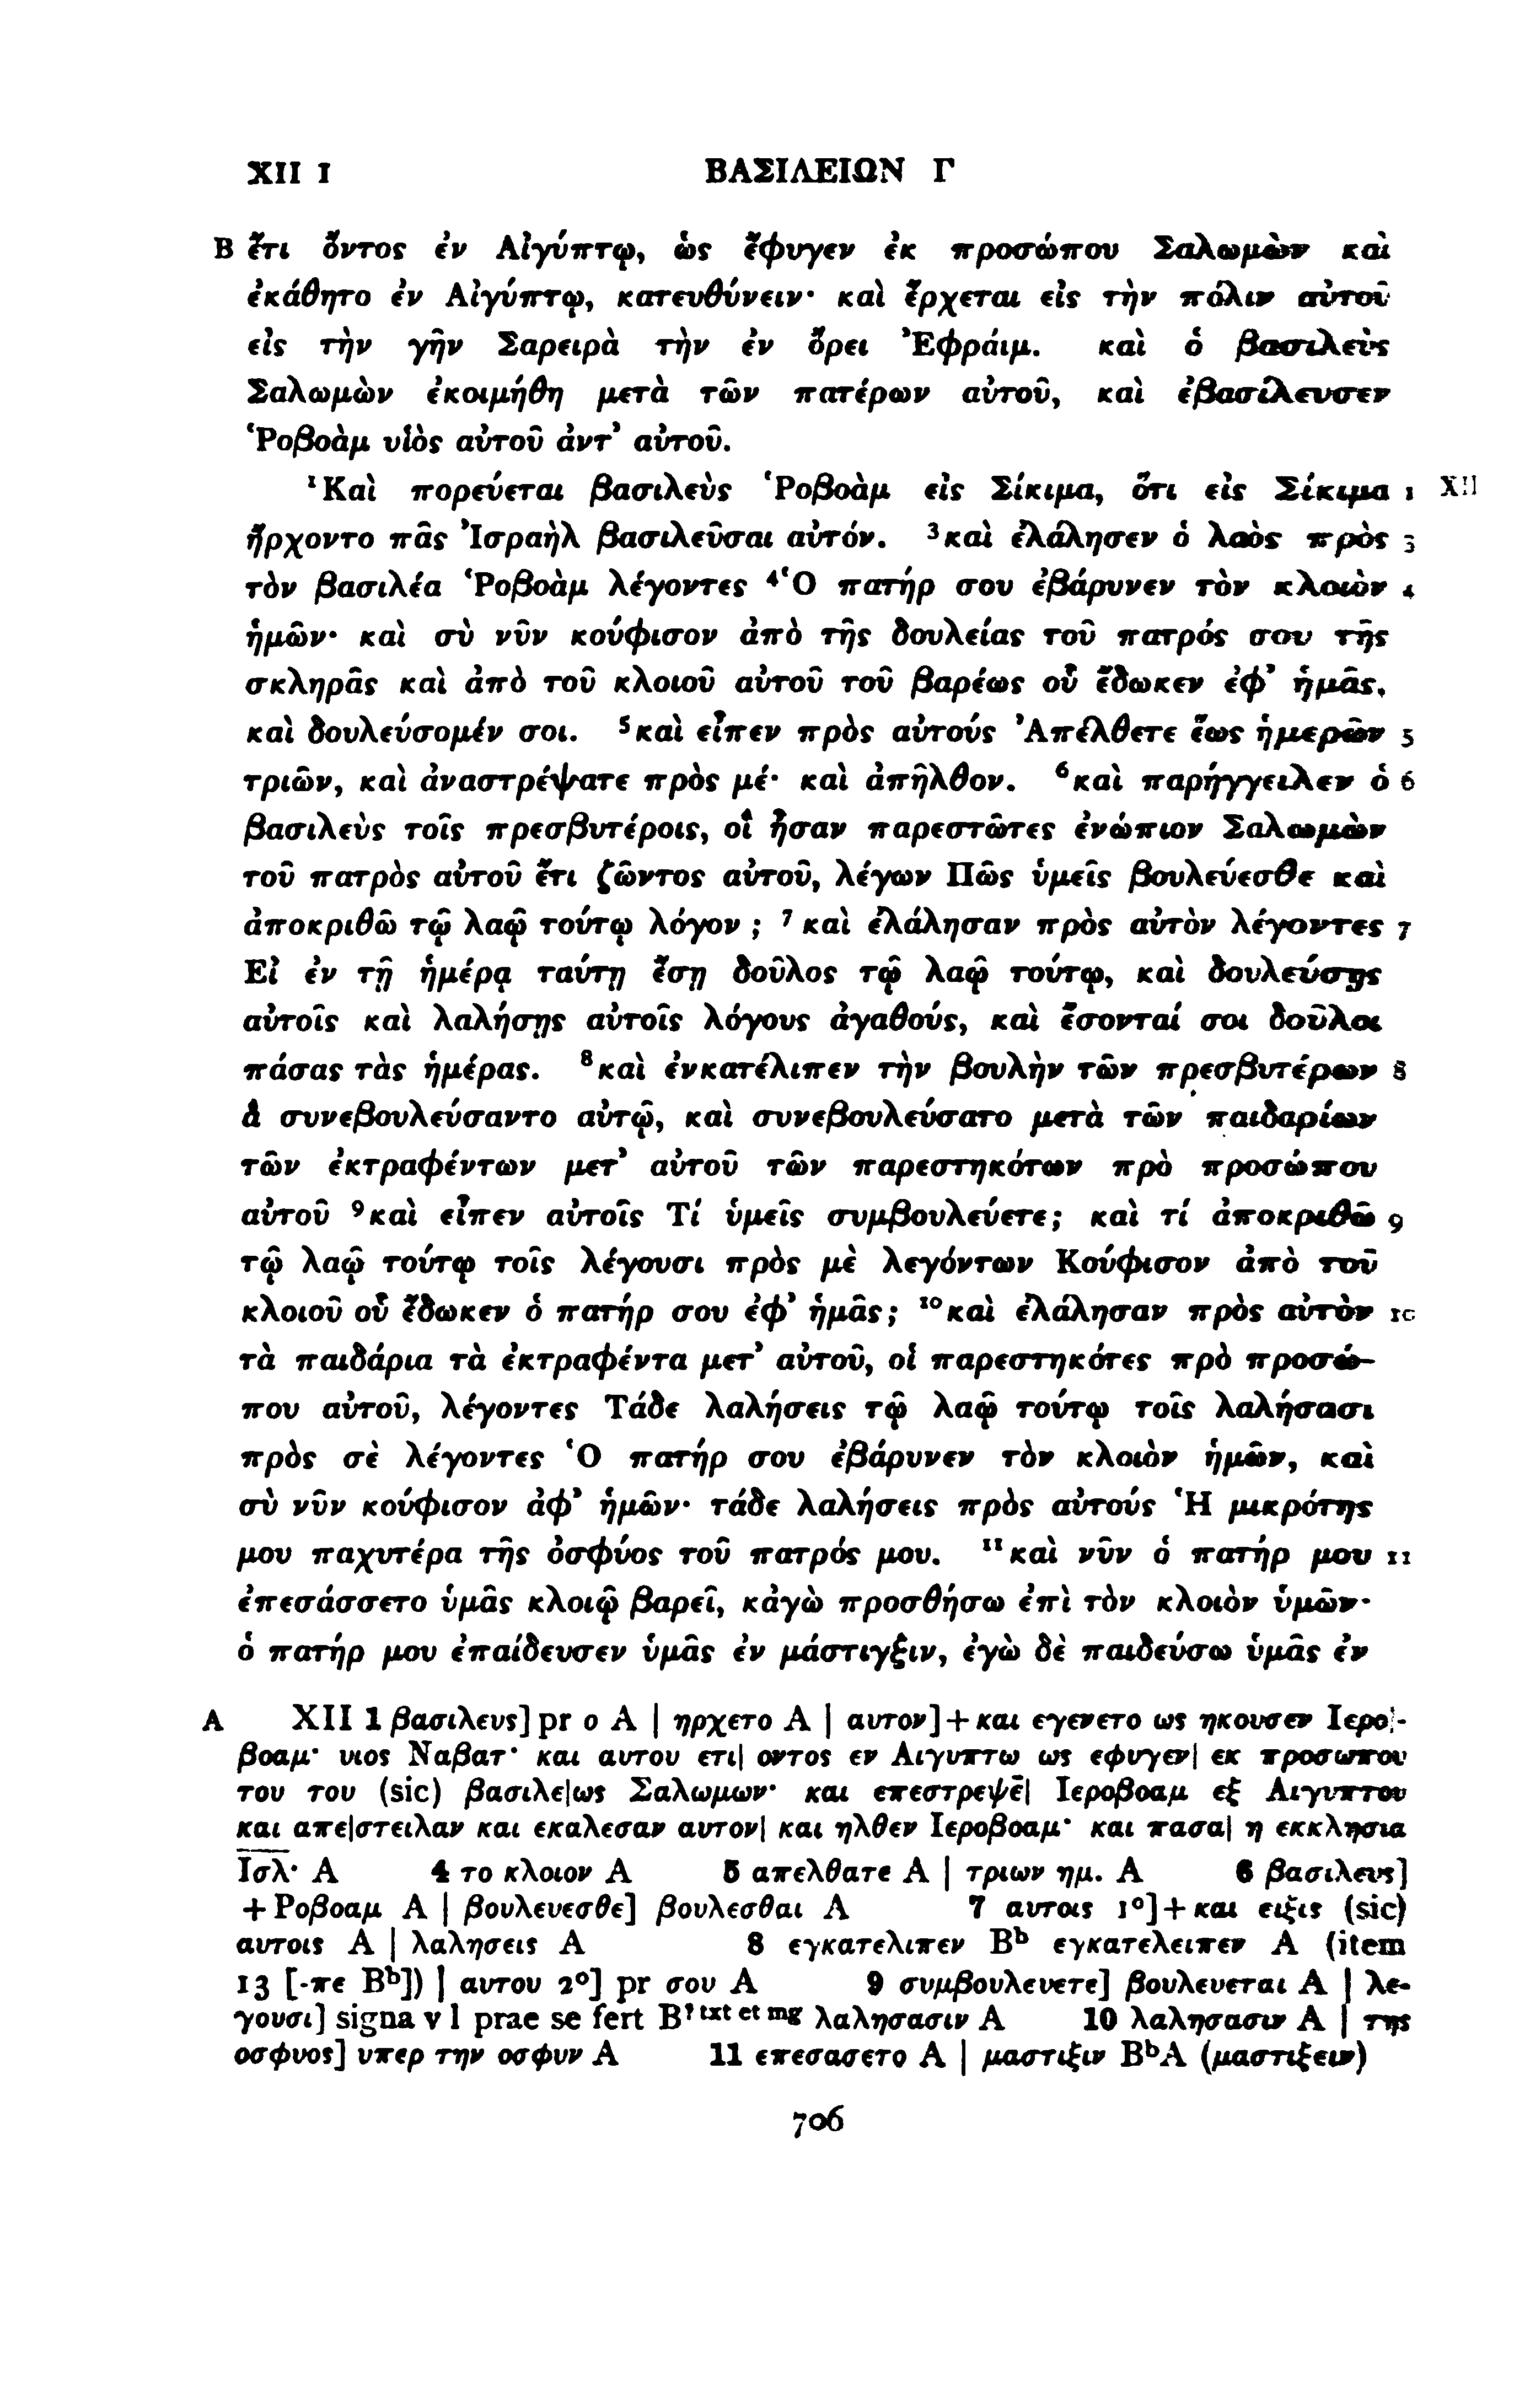 XII 1 ΒΑΣΙΛΕΙΩΝ Γ
B ἔτι ὄντος ἐν Αἰγύπτῳ, ὡς ἔφυγεν ἐκ προσώπου Σαλωμὼν καὶ
ἐκάθητο ἐν Αἰγύπτῳ, κατευθύνειν· καὶ ἔρχεται εἰς τὴν πόλιν αὐτοῦ
εἰς τὴν γῆν Σαρειρὰ τὴν ἐν ὄρει Ἐφράιμ. καὶ ὁ βασιλεὺς
Σαλωμὼν ἐκοιμήθη μετὰ τῶν πατέρων αὐτοῦ, καὶ ἐβασίλευσεν
Ῥοβοὰμ υἱὸς αὐτοῦ ἀντ’ αὐτοῦ.
¹Καὶ πορεύεται βασιλεὺς Ῥοβοὰμ εἰς Σίκιμα, ὅτι εἰς Σίκιμα 1 XII
ἤρχοντο πᾶς Ἰσραὴλ βασιλεῦσαι αὐτόν. ³καὶ ἐλάλησεν ὁ λαὸς πρὸς 3
τὸν βασιλέα Ῥοβοὰμ λέγοντες ⁴Ὁ πατήρ σου ἐβάρυνεν τὸν κλοιὸν 4
ἡμῶν· καὶ σὺ νῦν κούφισον ἀπὸ τῆς δουλείας τοῦ πατρός σου τῆς
σκληρᾶς καὶ ἀπὸ τοῦ κλοιοῦ αὐτοῦ τοῦ βαρέως οὗ ἔδωκεν ἐφ’ ἡμᾶς,
καὶ δουλεύσομέν σοι. ⁵καὶ εἶπεν πρὸς αὐτούς Ἀπέλθετε ἕως ἡμερῶν 5
τριῶν, καὶ ἀναστρέψατε πρὸς μέ· καὶ ἀπῆλθον. ⁶καὶ παρήγγειλεν ὁ 6
βασιλεὺς τοῖς πρεσβυτέροις, οἳ ἦσαν παρεστῶτες ἐνώπιον Σαλωμὼν
τοῦ πατρὸς αὐτοῦ ἔτι ζῶντος αὐτοῦ, λέγων Πῶς ὑμεῖς βουλεύεσθε καὶ
ἀποκριθῶ τῷ λαῷ τούτῳ λόγον ; ⁷καὶ ἐλάλησαν πρὸς αὐτὸν λέγοντες 7
Εἰ ἐν τῇ ἡμέρᾳ ταύτῃ ἔσῃ δοῦλος τῷ λαῷ τούτῳ, καὶ δουλεύσῃς
αὐτοῖς καὶ λαλήσῃς αὐτοῖς λόγους ἀγαθούς, καὶ ἔσονταί σοι δοῦλοι
πάσας τὰς ἡμέρας. ⁸καὶ ἐνκατέλιπεν τὴν βουλὴν τῶν πρεσβυτέρων 8
ἃ συνεβουλεύσαντο αὐτῷ, καὶ συνεβουλεύσατο μετὰ τῶν παιδαρίων
τῶν ἐκτραφέντων μετ’ αὐτοῦ τῶν παρεστηκότων πρὸ προσώπου
αὐτοῦ ⁹καὶ εἶπεν αὐτοῖς Τί ὑμεῖς συμβουλεύετε; καὶ τί ἀποκριθῶ 9
τῷ λαῷ τούτῳ τοῖς λέγουσι πρὸς μὲ λεγόντων Κούφισον ἀπὸ τοῦ
κλοιοῦ οὗ ἔδωκεν ὁ πατήρ σου ἐφ’ ἡμᾶς; ¹⁰καὶ ἐλάλησαν πρὸς αὐτὸν 10
τὰ παιδάρια τὰ ἐκτραφέντα μετ’ αὐτοῦ, οἱ παρεστηκότες πρὸ προσώ-
που αὐτοῦ, λέγοντες Τάδε λαλήσεις τῷ λαῷ τούτῳ τοῖς λαλήσασι
πρὸς σὲ λέγοντες Ὁ πατήρ σου ἐβάρυνεν τὸν κλοιὸν ἡμῶν, καὶ
σὺ νῦν κούφισον ἀφ’ ἡμῶν· τάδε λαλήσεις πρὸς αὐτούς Ἡ μικρότης
μου παχυτέρα τῆς ὀσφύος τοῦ πατρός μου. ¹¹καὶ νῦν ὁ πατήρ μου 11
ἐπεσάσσετο ὑμᾶς κλοιῷ βαρεῖ, κἀγὼ προσθήσω ἐπὶ τὸν κλοιὸν ὑμῶν·
ὁ πατήρ μου ἐπαίδευσεν ὑμᾶς ἐν μάστιγξιν, ἐγὼ δὲ παιδεύσω ὑμᾶς ἐν
A XII 1 βασιλευς] pr ο A | ηρχετο A | αυτον]+και εγενετο ως ηκουσεν Ιερο|-
βοαμ· υιος Ναβατ· και αυτου ετι| οντος εν Αιγυπτω ως εφυγεν| εκ προσωπου
του του (sic) βασιλε|ως Σαλωμων· και επεστρεψε̄| Ιεροβοαμ εξ Αιγυπτου
και απε|στειλαν και εκαλεσαν αυτον| και ηλθεν Ιεροβοαμ· και πασα| η εκκλησια
Ισλ· A 4 το κλοιον A 5 απελθατε A | τριων ημ. A 6 βασιλευς]
+Ροβοαμ A | βουλευεσθε] βουλεσθαι A 7 αυτοις 1°]+και ειξις (sic)
αυτοις A | λαλησεις A 8 εγκατελιπεν Bᵇ εγκατελειπεν A (item
13 [-πε Bᵇ]) | αυτου 2°] pr σου A 9 συμβουλευετε] βουλευεται A | λε-
γουσι] signa v l prae se fert B? txt et mg λαλησασιν A 10 λαλησασιν A | της
οσφυος] υπερ την οσφυν A 11 επεσασετο A | μαστιξιν BᵇA (μαστιξειν)
706